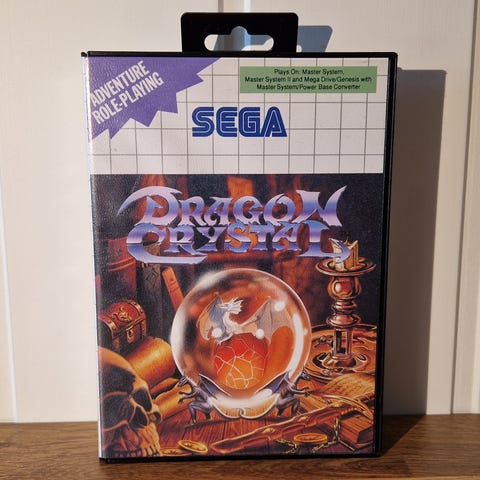 ADVENTURE
ROLE-PLAYING
Plays On: Master System,
Master System II and Mega Drive/Genesis with
Master System/Power Base Converter
SEGA
DRAGON
CRYSTAL